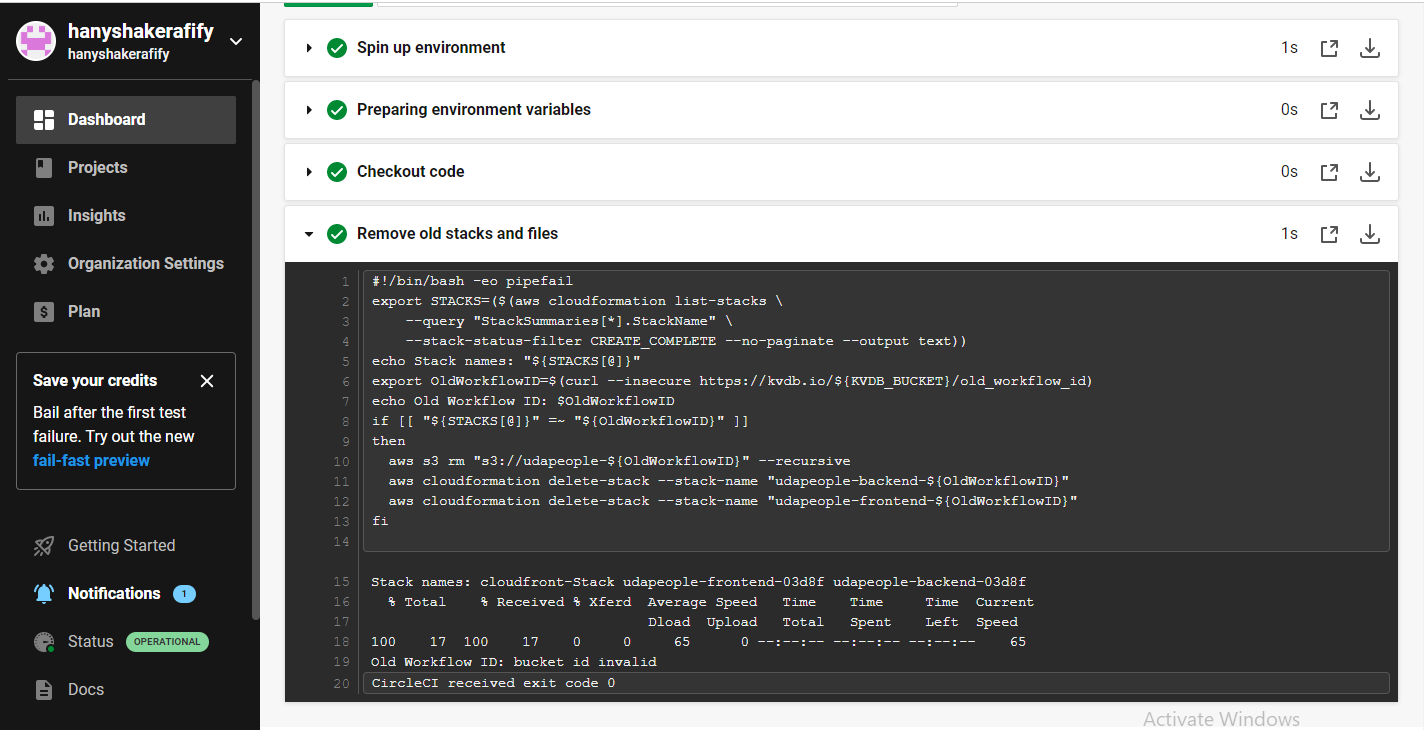 hanyshakerafify
hanyshakerafify
Dashboard
Projects
Insights
Organization Settings
Plan
Save your credits
Bail after the first test
failure. Try out the new
fail-fast preview
Getting Started
Notifications 1
Status OPERATIONAL
Docs
Spin up environment 1s
Preparing environment variables 0s
Checkout code 0s
Remove old stacks and files 1s
1 #!/bin/bash -eo pipefail
2 export STACKS=($(aws cloudformation list-stacks \
3     --query "StackSummaries[*].StackName" \
4     --stack-status-filter CREATE_COMPLETE --no-paginate --output text))
5 echo Stack names: "${STACKS[@]}"
6 export OldWorkflowID=$(curl --insecure https://kvdb.io/${KVDB_BUCKET}/old_workflow_id)
7 echo Old Workflow ID: $OldWorkflowID
8 if [[ "${STACKS[@]}" =~ "${OldWorkflowID}" ]]
9 then
10   aws s3 rm "s3://udapeople-${OldWorkflowID}" --recursive
11   aws cloudformation delete-stack --stack-name "udapeople-backend-${OldWorkflowID}"
12   aws cloudformation delete-stack --stack-name "udapeople-frontend-${OldWorkflowID}"
13 fi
14
15 Stack names: cloudfront-Stack udapeople-frontend-03d8f udapeople-backend-03d8f
16   % Total    % Received % Xferd  Average Speed   Time    Time     Time  Current
17                                  Dload  Upload   Total   Spent    Left  Speed
18 100    17  100    17    0     0     65      0 --:--:-- --:--:-- --:--:--    65
19 Old Workflow ID: bucket id invalid
20 CircleCI received exit code 0
Activate Windows